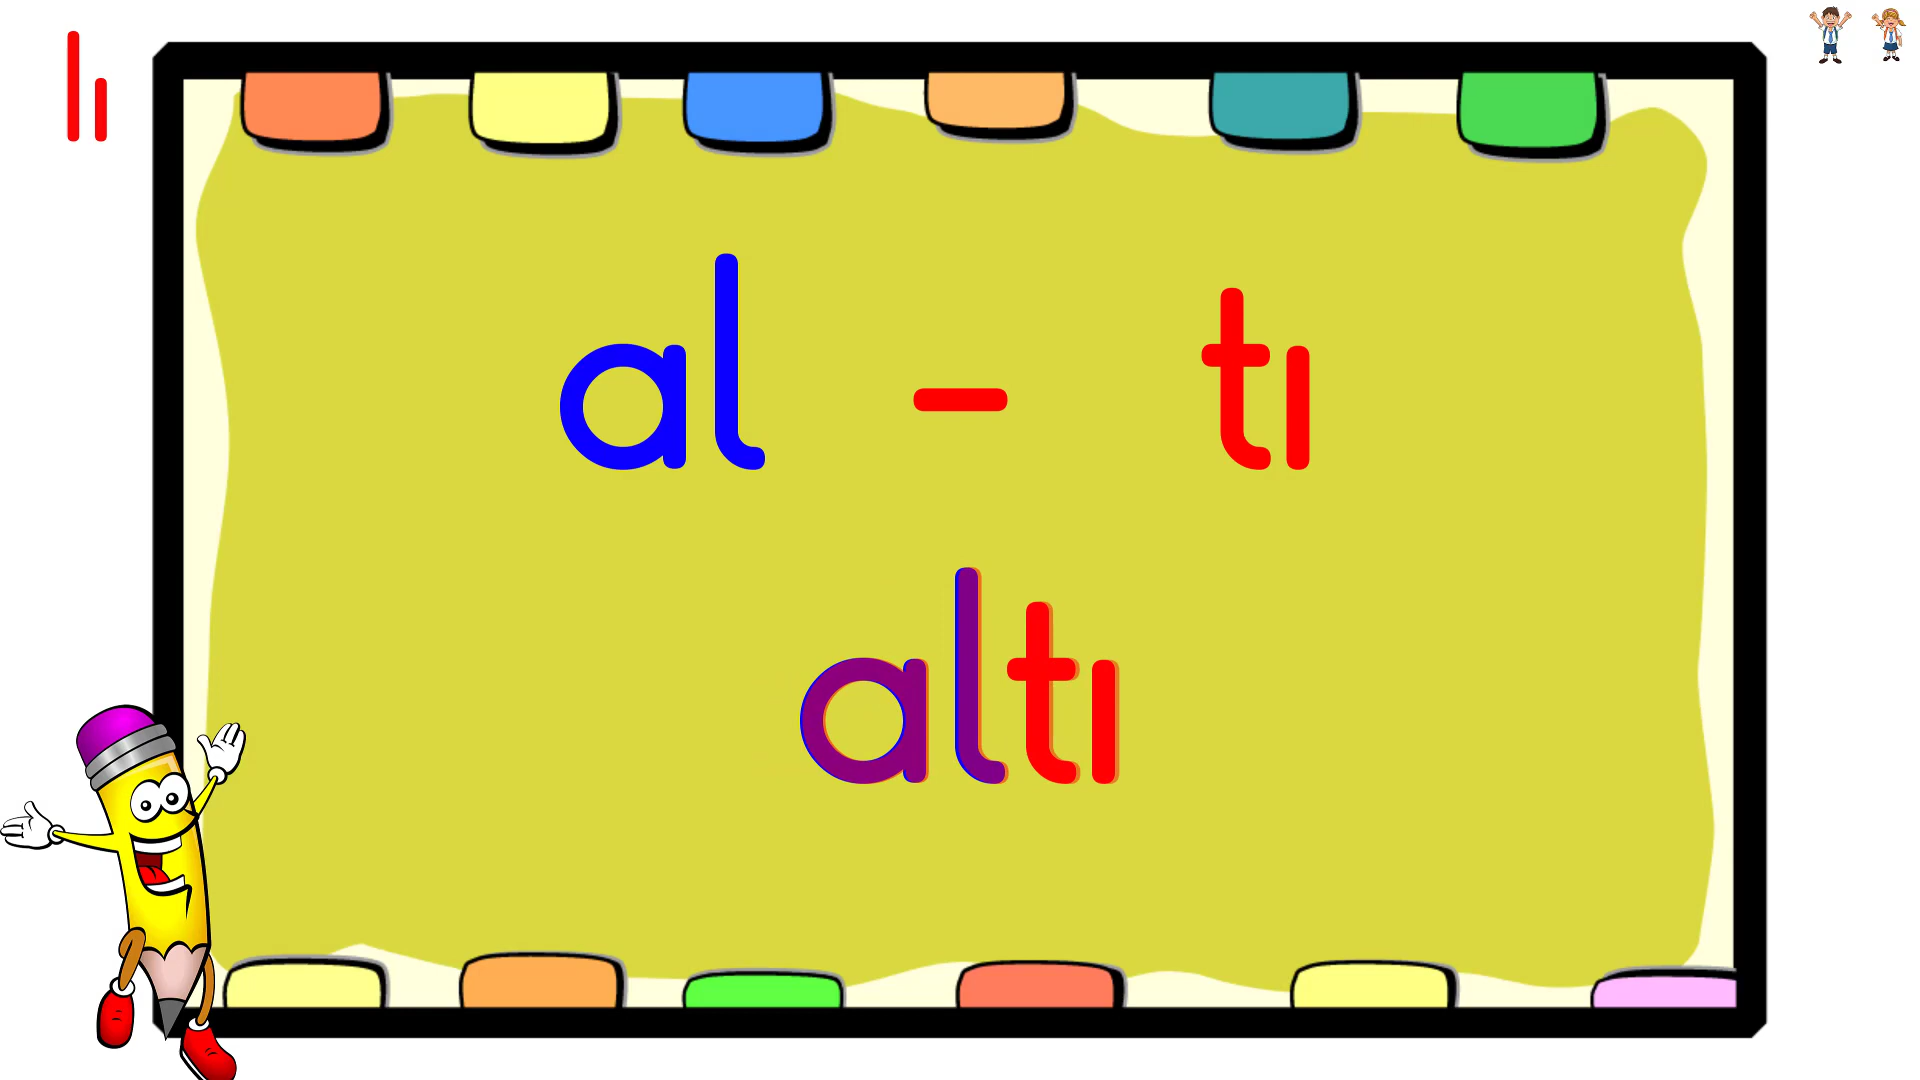 Iı
al - tı
altı